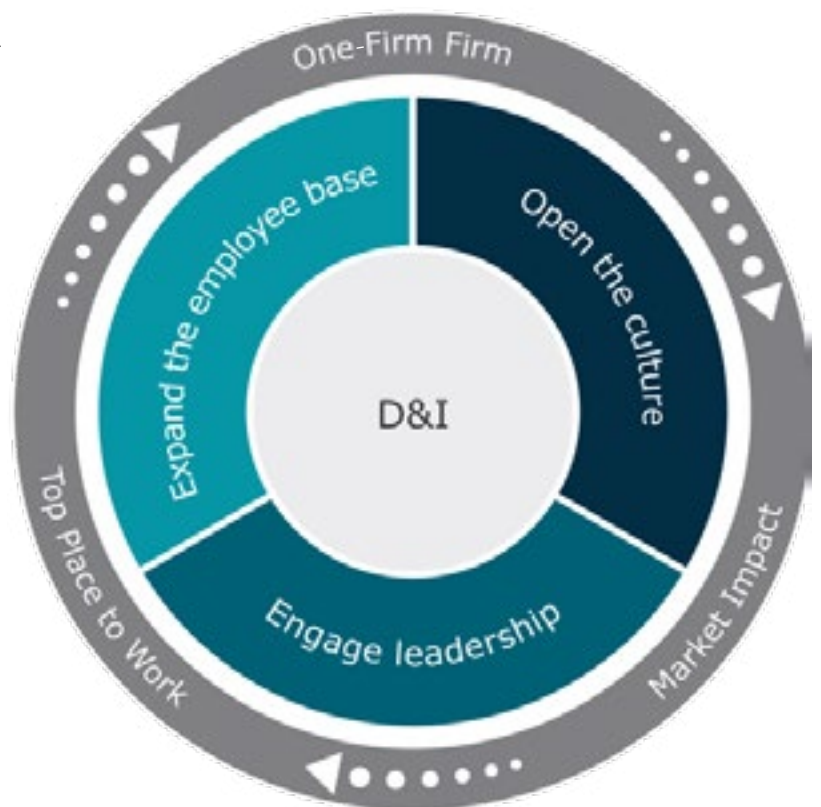 One-Firm Firm
Expand the employee base
Open the culture
D&I
Engage leadership
Top Place to Work
Market Impact